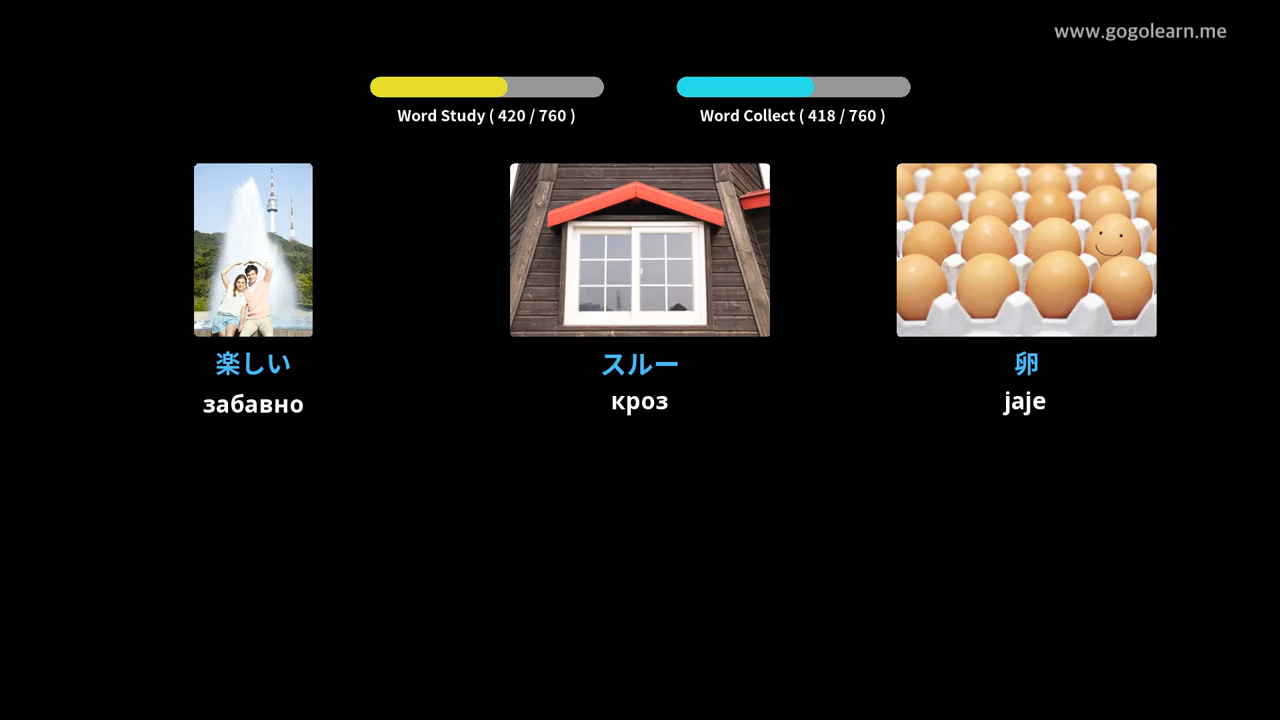 www.gogolearn.me
Word Study ( 420 / 760 )
Word Collect ( 418 / 760 )
楽しい
スルー
卵
забавно
кроз
jaje